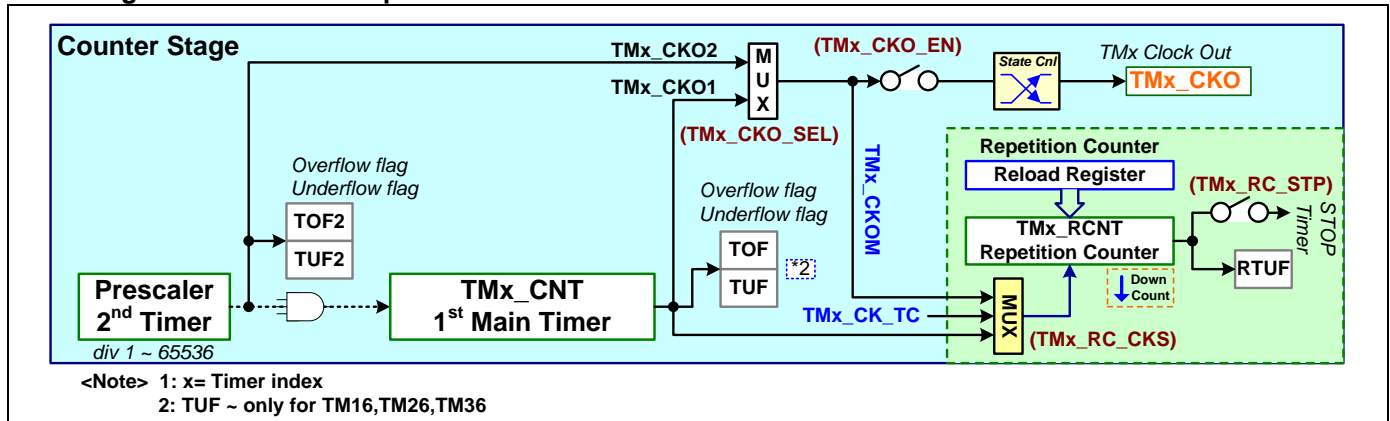 Counter Stage
TMx_CKO2
TMx_CKO1
M
U
X
(TMx_CKO_SEL)
(TMx_CKO_EN)
State Cnl
TMx Clock Out
TMx_CKO
Overflow flag
Underflow flag
TOF2
TUF2
Overflow flag
Underflow flag
TOF
TUF
*2
TMx_CKOM
Repetition Counter
Reload Register
(TMx_RC_STP)
TMx_RCNT
Repetition Counter
STOP
Timer
RTUF
Down
Count
Prescaler
2nd Timer
div 1 ~ 65536
TMx_CNT
1st Main Timer
TMx_CK_TC
MUX
(TMx_RC_CKS)
<Note> 1: x= Timer index
2: TUF ~ only for TM16,TM26,TM36